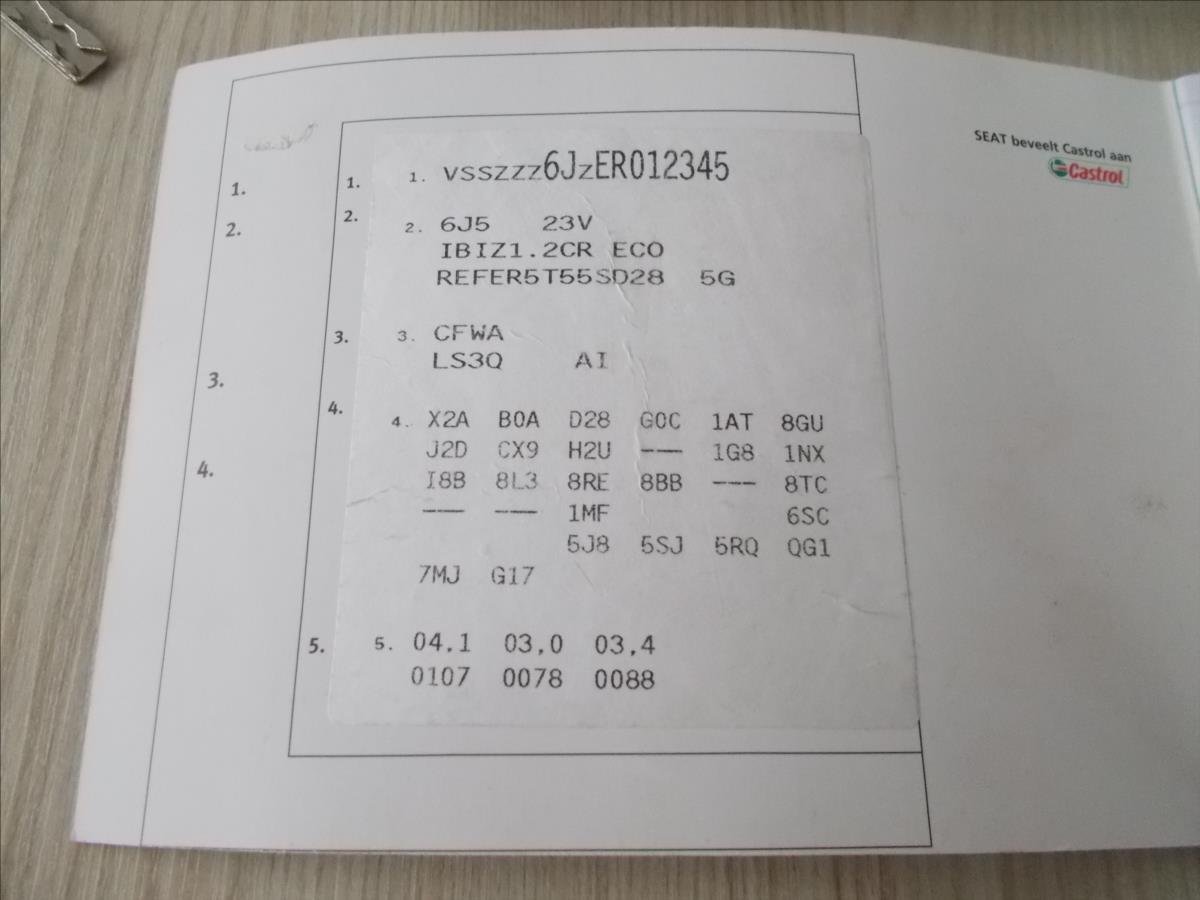 SEAT beveelt Castrol aan
Castrol
1. 1. 1. VSSZZZ6JZER012345
2. 2. 2. 6J5 23V
IBIZ1.2CR ECO
REFER5T55SD28 5G
3. 3. 3. CFWA
LS3Q AI
4. 4. 4. X2A B0A D28 G0C 1AT 8GU
J2D CX9 H2U --- 1G8 1NX
I8B 8L3 8RE 8BB --- 8TC
--- --- 1MF 6SC
5J8 5SJ 5RQ QG1
7MJ G17
5. 5. 04.1 03,0 03,4
0107 0078 0088